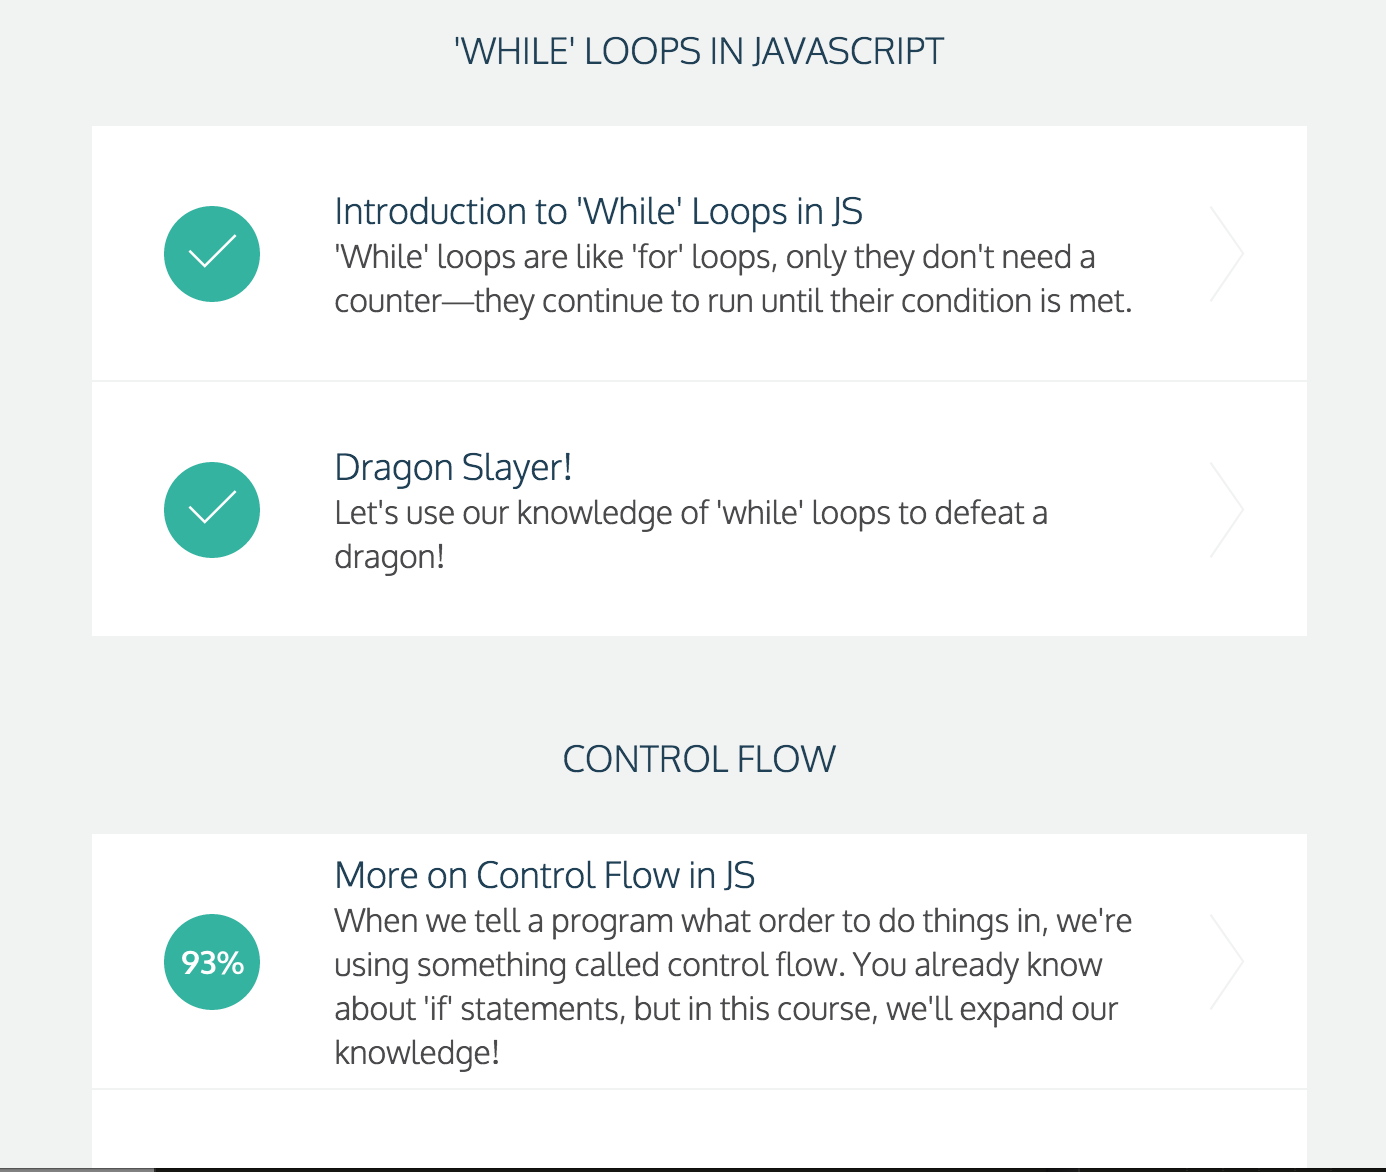 'WHILE' LOOPS IN JAVASCRIPT
Introduction to 'While' Loops in JS
'While' loops are like 'for' loops, only they don't need a
counter—they continue to run until their condition is met.
Dragon Slayer!
Let's use our knowledge of 'while' loops to defeat a
dragon!
CONTROL FLOW
93%
More on Control Flow in JS
When we tell a program what order to do things in, we're
using something called control flow. You already know
about 'if' statements, but in this course, we'll expand our
knowledge!